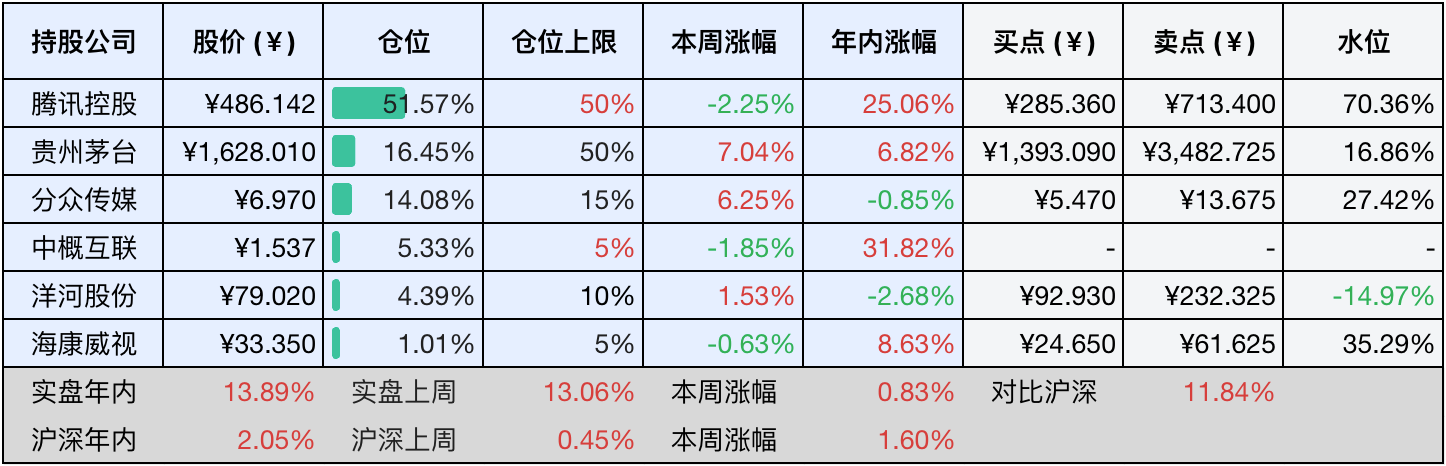 持股公司 股价 (¥) 仓位 仓位上限 本周涨幅 年内涨幅 买点 (¥) 卖点 (¥) 水位
腾讯控股 ¥486.142 51.57% 50% -2.25% 25.06% ¥285.360 ¥713.400 70.36%
贵州茅台 ¥1,628.010 16.45% 50% 7.04% 6.82% ¥1,393.090 ¥3,482.725 16.86%
分众传媒 ¥6.970 14.08% 15% 6.25% -0.85% ¥5.470 ¥13.675 27.42%
中概互联 ¥1.537 5.33% 5% -1.85% 31.82% - - -
洋河股份 ¥79.020 4.39% 10% 1.53% -2.68% ¥92.930 ¥232.325 -14.97%
海康威视 ¥33.350 1.01% 5% -0.63% 8.63% ¥24.650 ¥61.625 35.29%
实盘年内 13.89% 实盘上周 13.06% 本周涨幅 0.83% 对比沪深 11.84%
沪深年内 2.05% 沪深上周 0.45% 本周涨幅 1.60%